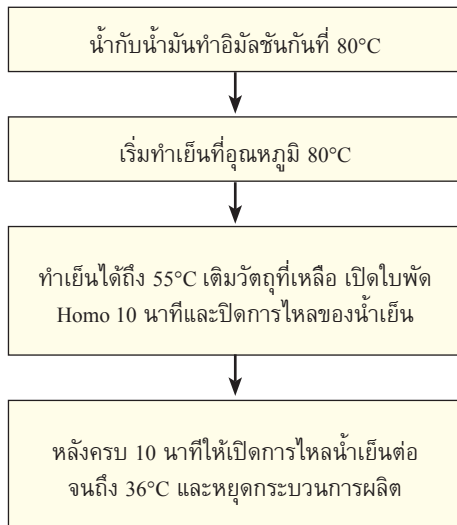 น้ำกับน้ำมันทำอิมัลชันกันที่ 80°C
เริ่มทำเย็นที่อุณหภูมิ 80°C
ทำเย็นได้ถึง 55°C เติมวัตถุที่เหลือ เปิดใบพัด
Homo 10 นาทีและปิดการไหลของน้ำเย็น
หลังครบ 10 นาทีให้เปิดการไหลน้ำเย็นต่อ
จนถึง 36°C และหยุดกระบวนการผลิต